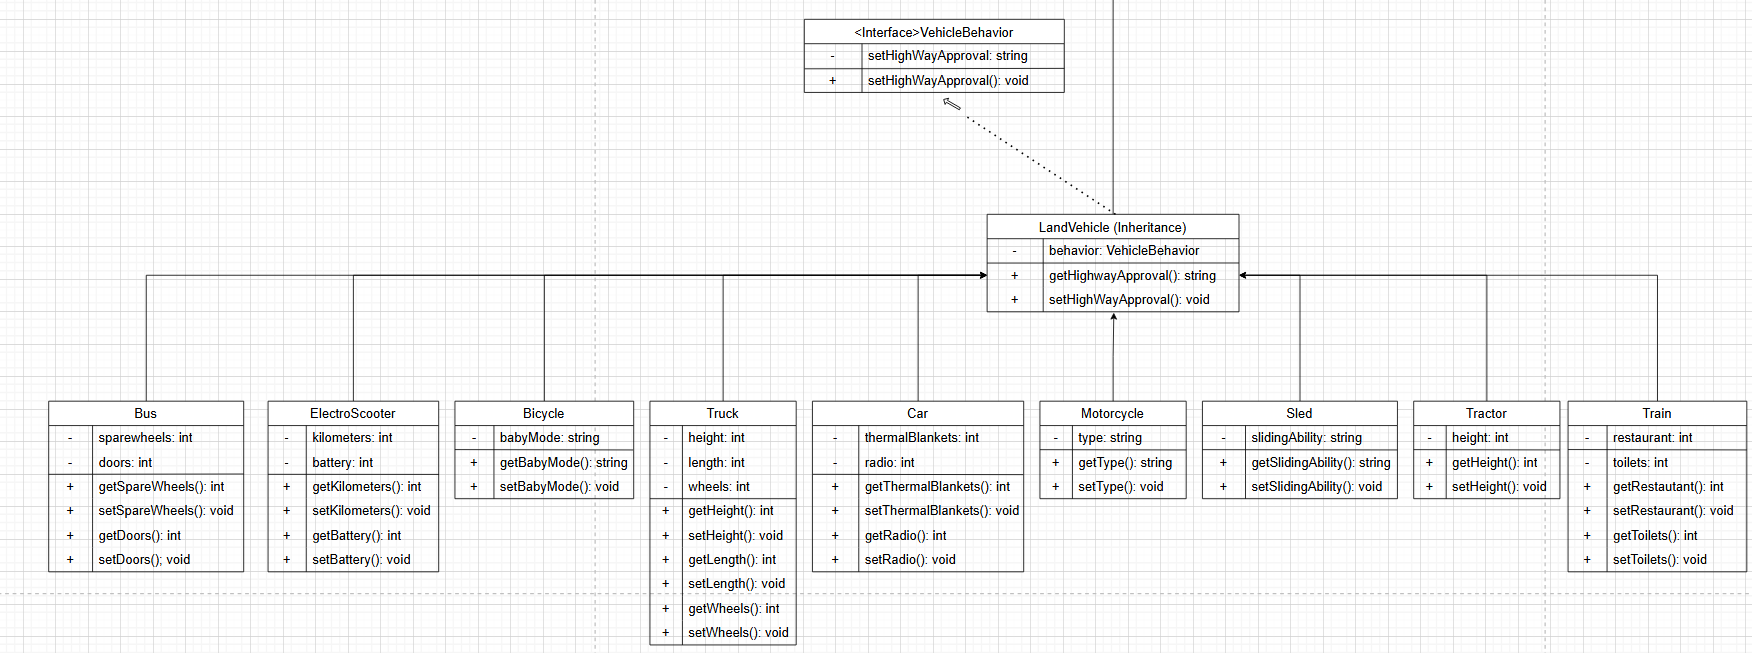 <Interface>VehicleBehavior
- setHighWayApproval: string
+ setHighWayApproval(): void
LandVehicle (Inheritance)
- behavior: VehicleBehavior
+ getHighwayApproval(): string
+ setHighWayApproval(): void
Bus
- sparewheels: int
- doors: int
+ getSpareWheels(): int
+ setSpareWheels(): void
+ getDoors(): int
+ setDoors(); void
ElectroScooter
- kilometers: int
- battery: int
+ getKilometers(): int
+ setKilometers(): void
+ getBattery(): int
+ setBattery(): void
Bicycle
- babyMode: string
+ getBabyMode(): string
+ setBabyMode(): void
Truck
- height: int
- length: int
- wheels: int
+ getHeight(): int
+ setHeight(): void
+ getLength(): int
+ setLength(): void
+ getWheels(): int
+ setWheels(): void
Car
- thermalBlankets: int
- radio: int
+ getThermalBlankets(): int
+ setThermalBlankets(): void
+ getRadio(): int
+ setRadio(): void
Motorcycle
- type: string
+ getType(): string
+ setType(): void
Sled
- slidingAbility: string
+ getSlidingAbility(): string
+ setSlidingAbility(): void
Tractor
- height: int
+ getHeight(): int
+ setHeight(): void
Train
- restaurant: int
- toilets: int
+ getRestautant(): int
+ setRestaurant(): void
+ getToilets(): int
+ setToilets(): void